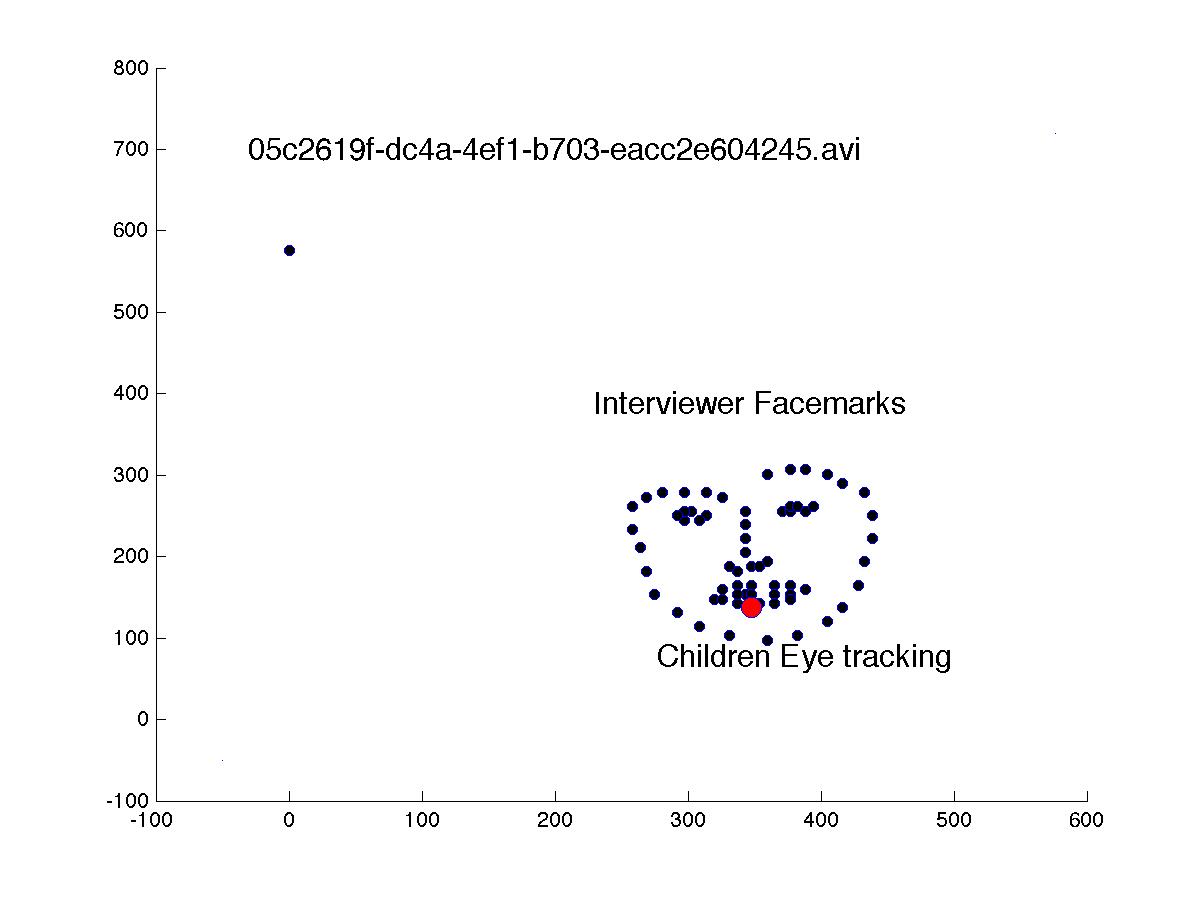 800
700
05c2619f-dc4a-4ef1-b703-eacc2e604245.avi
600
500
400
Interviewer Facemarks
300
200
100
Children Eye tracking
0
-100
-100 0 100 200 300 400 500 600